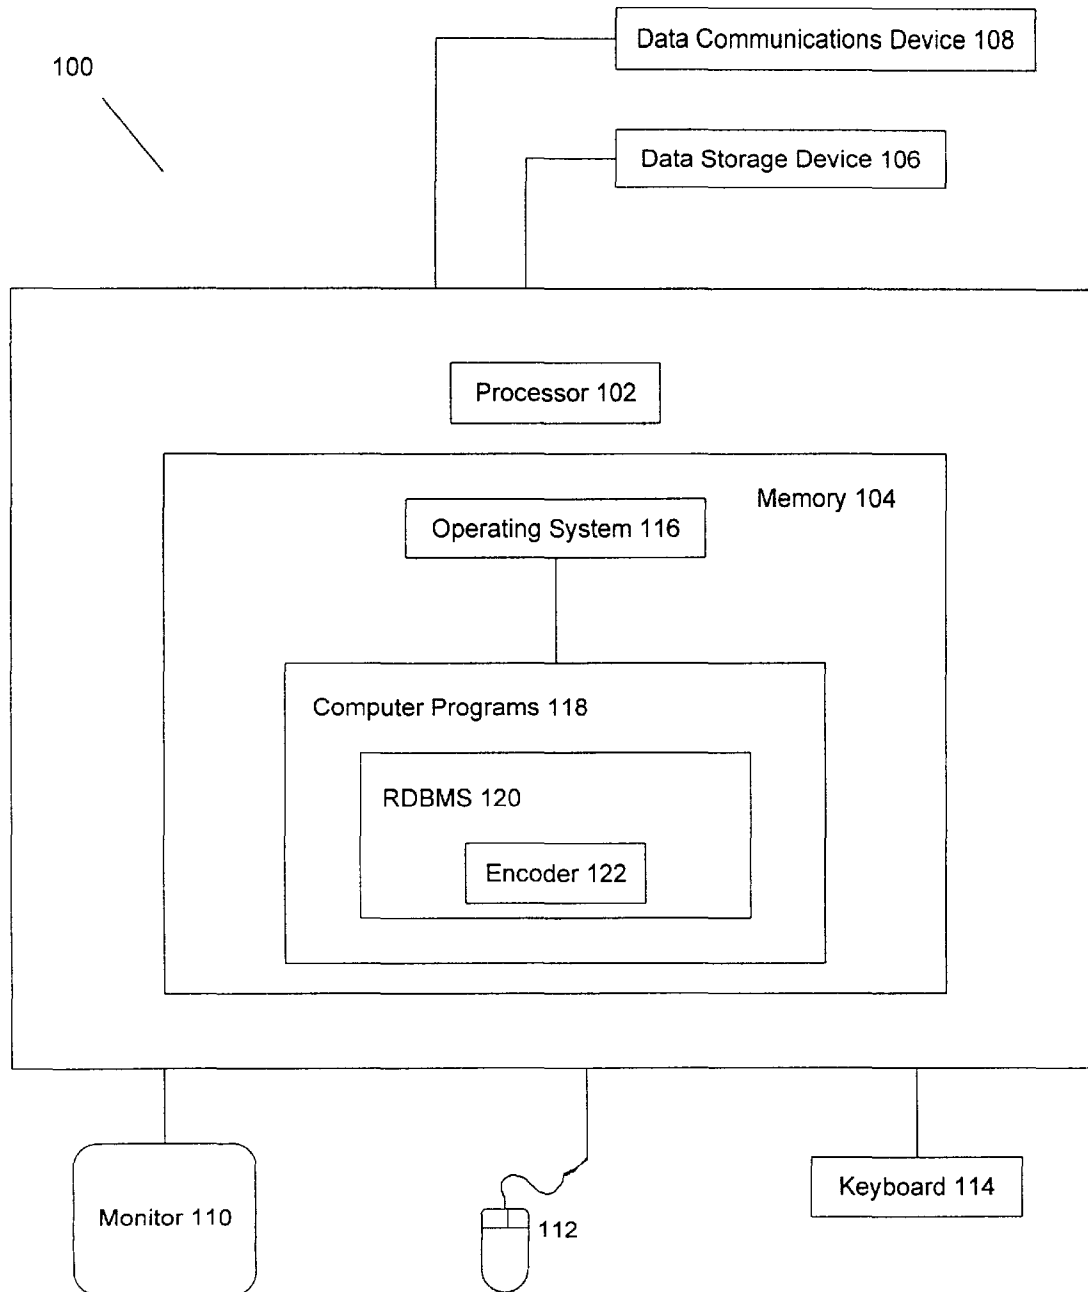 Data Communications Device 108
100
Data Storage Device 106
Processor 102
Memory 104
Operating System 116
Computer Programs 118
RDBMS 120
Encoder 122
Monitor 110
112
Keyboard 114